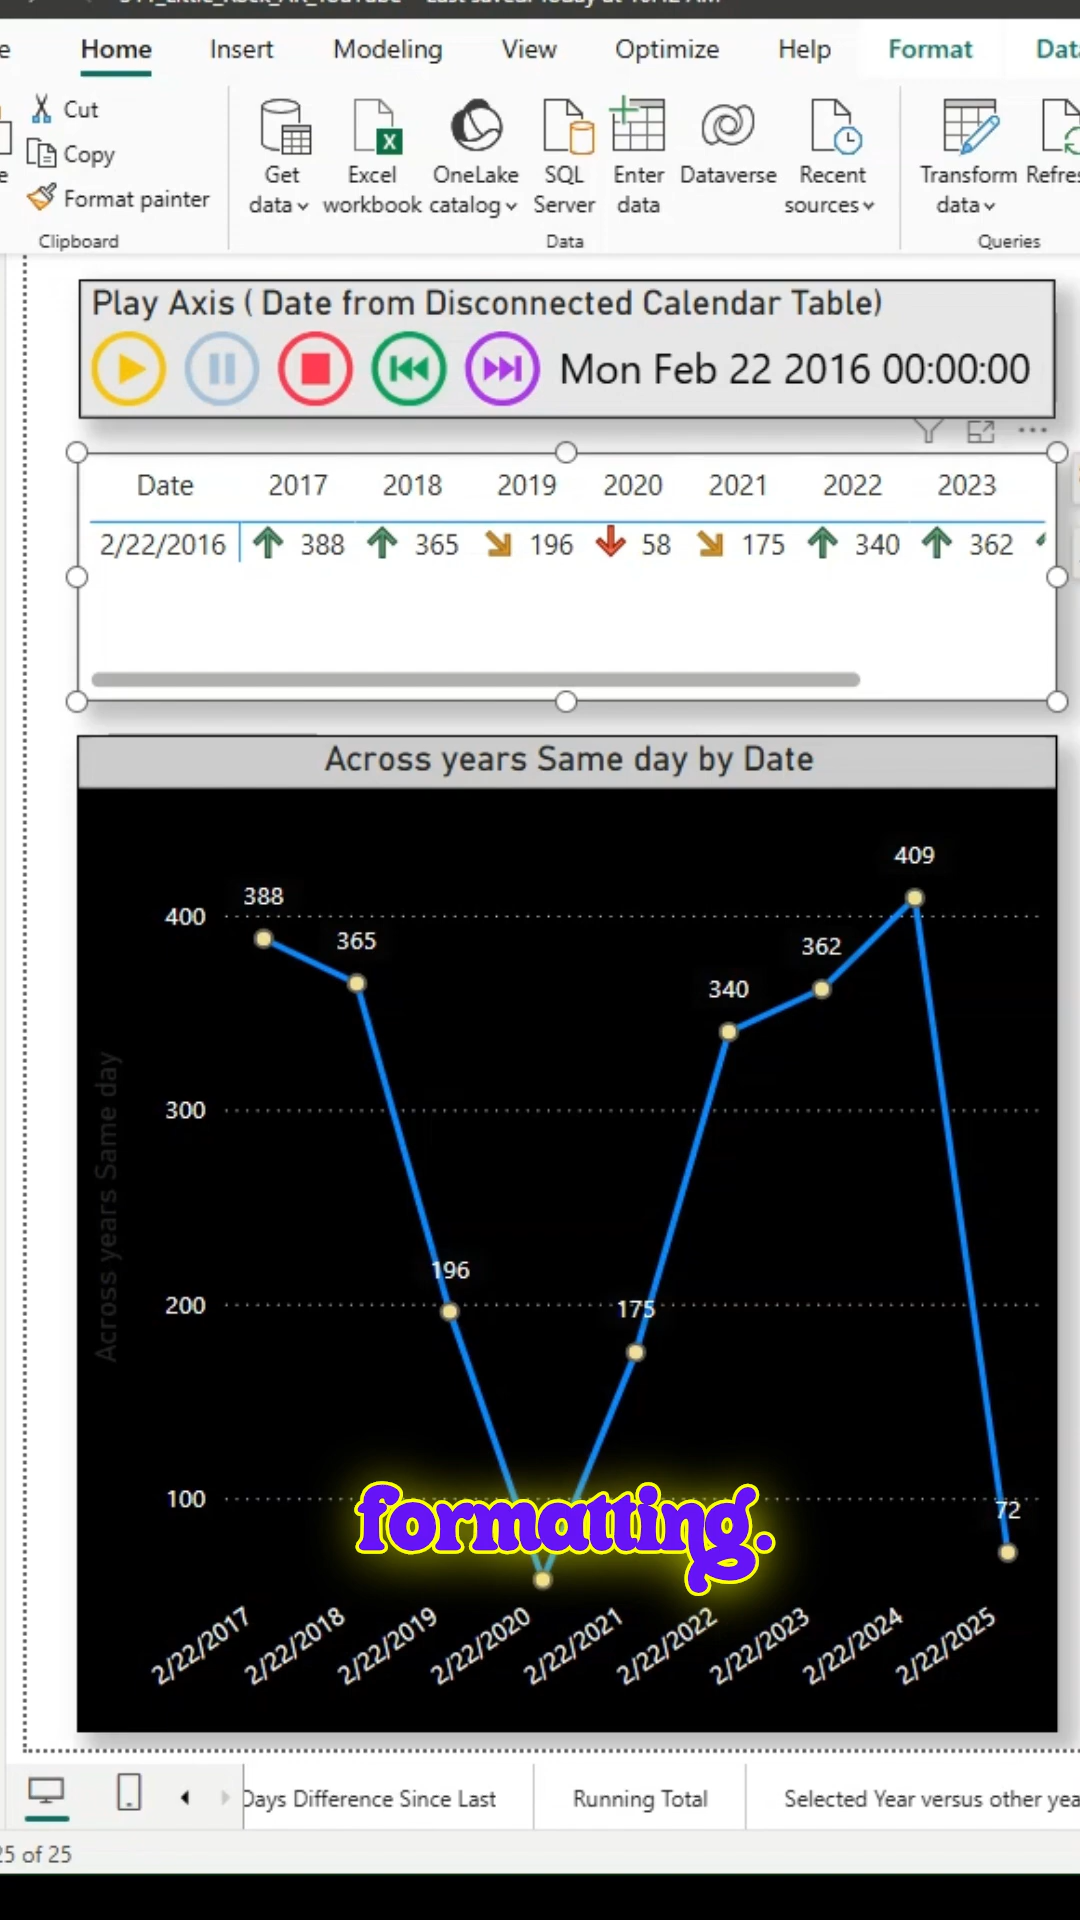 Home Insert Modeling View Optimize Help Format
Cut
Copy
Format painter
Clipboard
Get data
Excel workbook
OneLake catalog
SQL Server
Enter data
Dataverse
Recent sources
Data
Transform data
Queries
Play Axis ( Date from Disconnected Calendar Table)
Mon Feb 22 2016 00:00:00
Date 2017 2018 2019 2020 2021 2022 2023
2/22/2016 388 365 196 58 175 340 362
Across years Same day by Date
Across years Same day
400
300
200
100
388
365
196
175
340
362
409
72
formatting.
2/22/2017 2/22/2018 2/22/2019 2/22/2020 2/22/2021 2/22/2022 2/22/2023 2/22/2024 2/22/2025
Days Difference Since Last
Running Total
Selected Year versus other yea
25 of 25